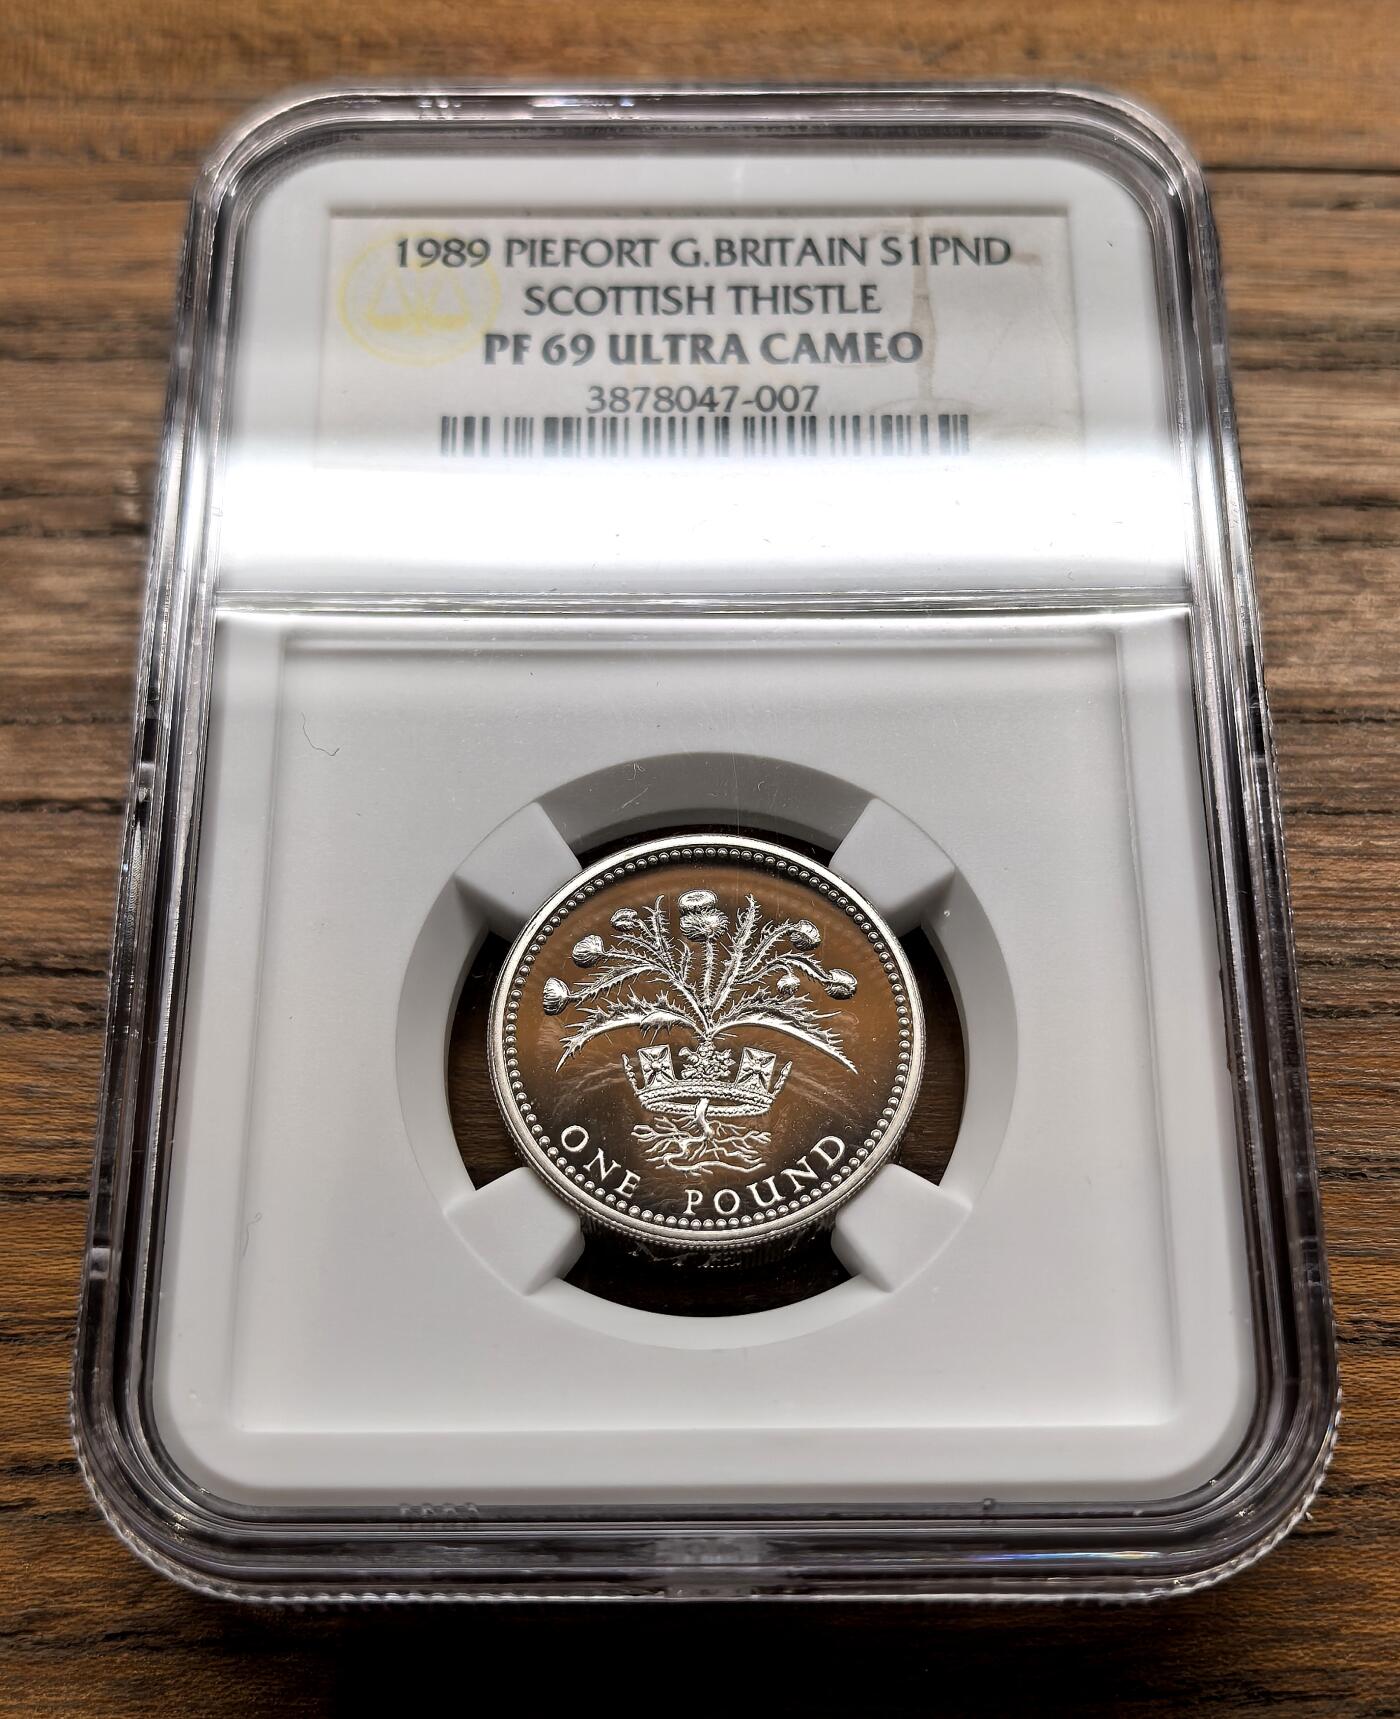 1989 PIEFORT G.BRITAIN S1PND
SCOTTISH THISTLE
PF 69 ULTRA CAMEO
3878047-007
ONE POUND